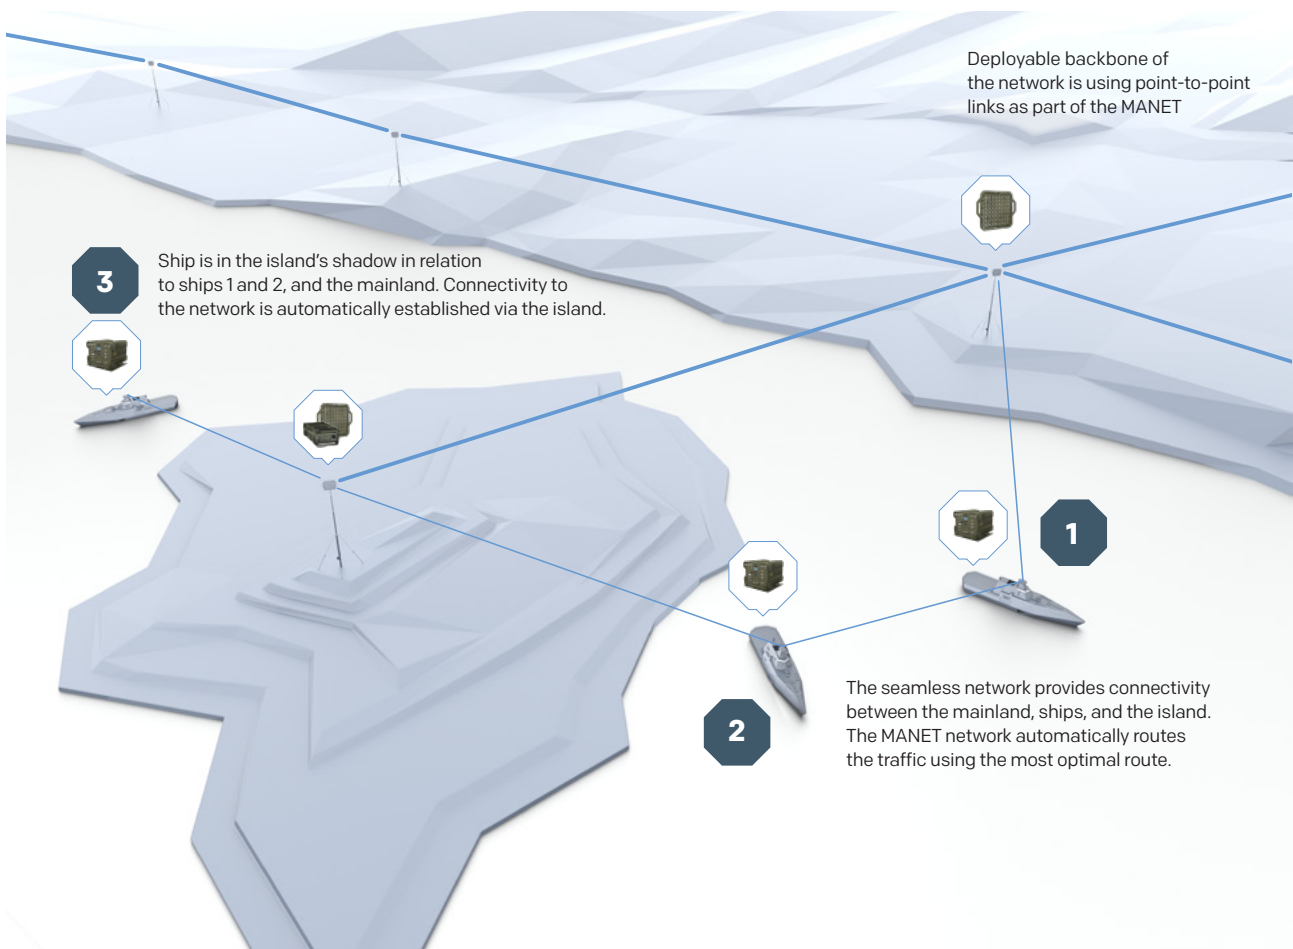 Deployable backbone of
the network is using point-to-point
links as part of the MANET
3
Ship is in the island’s shadow in relation
to ships 1 and 2, and the mainland. Connectivity to
the network is automatically established via the island.
1
2
The seamless network provides connectivity
between the mainland, ships, and the island.
The MANET network automatically routes
the traffic using the most optimal route.